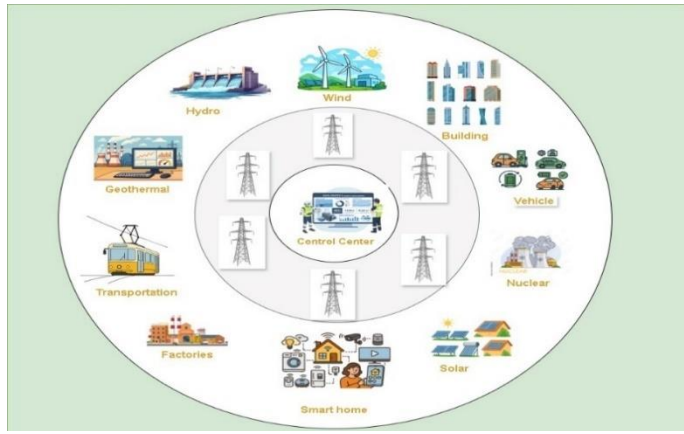 Wind
Hydro
Building
Geothermal
Vehicle
Control Center
Transportation
Nuclear
Factories
Solar
Smart home